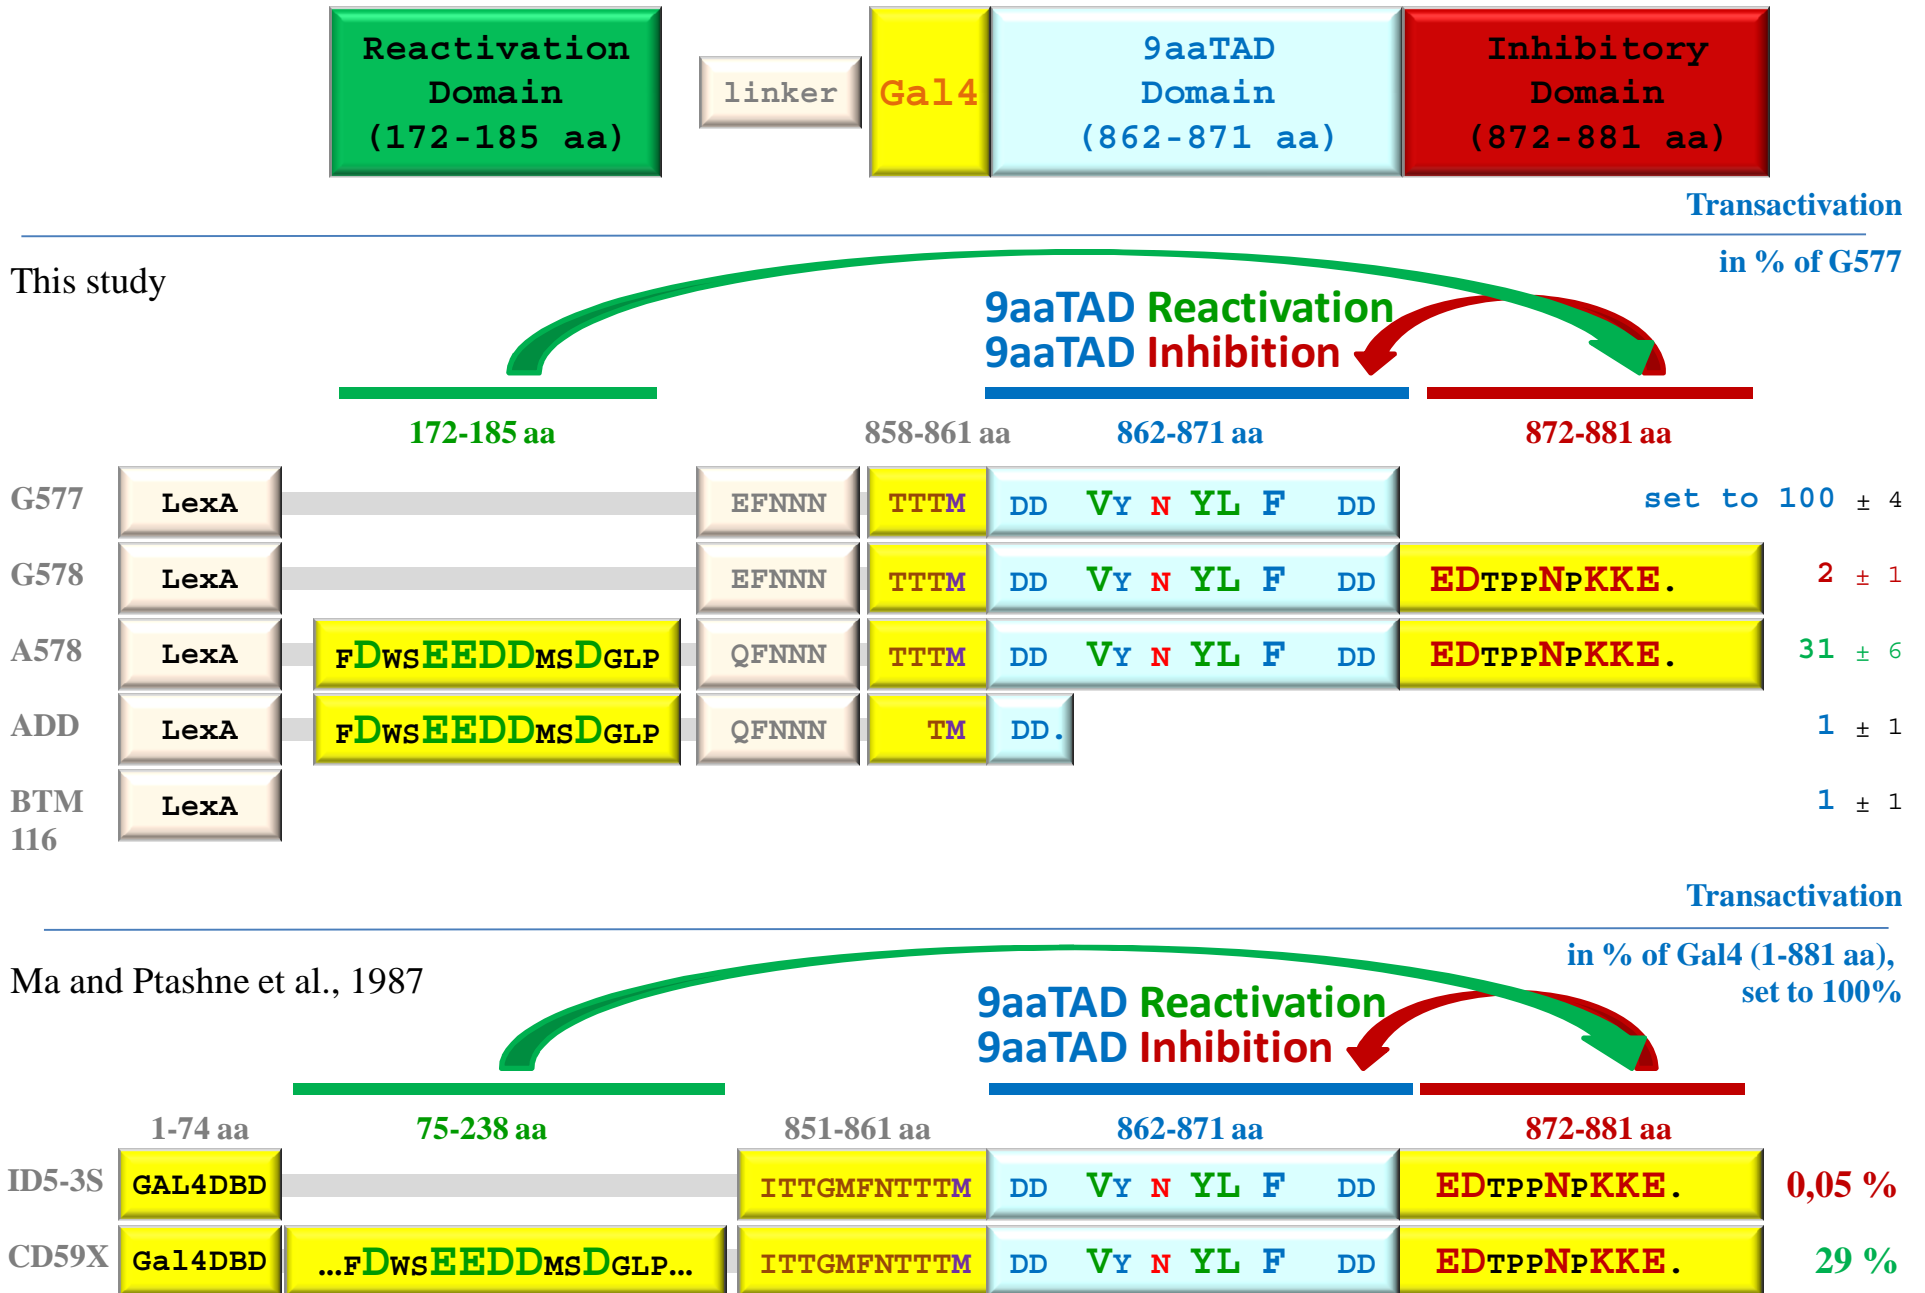 Reactivation
Domain
(172-185 aa)
linker
Gal4
9aaTAD
Domain
(862-871 aa)
Inhibitory
Domain
(872-881 aa)
Transactivation
in % of G577
This study
9aaTAD Reactivation
9aaTAD Inhibition
172-185 aa 858-861 aa 862-871 aa 872-881 aa
G577 LexA EFNNN TTTM DD VY N YL F DD set to 100 ± 4
G578 LexA EFNNN TTTM DD VY N YL F DD EDTPPNPKKE. 2 ± 1
A578 LexA FDWSEEDDMSDGLP QFNNN TTTM DD VY N YL F DD EDTPPNPKKE. 31 ± 6
ADD LexA FDWSEEDDMSDGLP QFNNN TM DD. 1 ± 1
BTM LexA 1 ± 1
116
Transactivation
in % of Gal4 (1-881 aa),
set to 100%
Ma and Ptashne et al., 1987
9aaTAD Reactivation
9aaTAD Inhibition
1-74 aa 75-238 aa 851-861 aa 862-871 aa 872-881 aa
ID5-3S GAL4DBD ITTGMFNTTTM DD VY N YL F DD EDTPPNPKKE. 0,05 %
CD59X Gal4DBD ...FDWSEEDDMSDGLP... ITTGMFNTTTM DD VY N YL F DD EDTPPNPKKE. 29 %